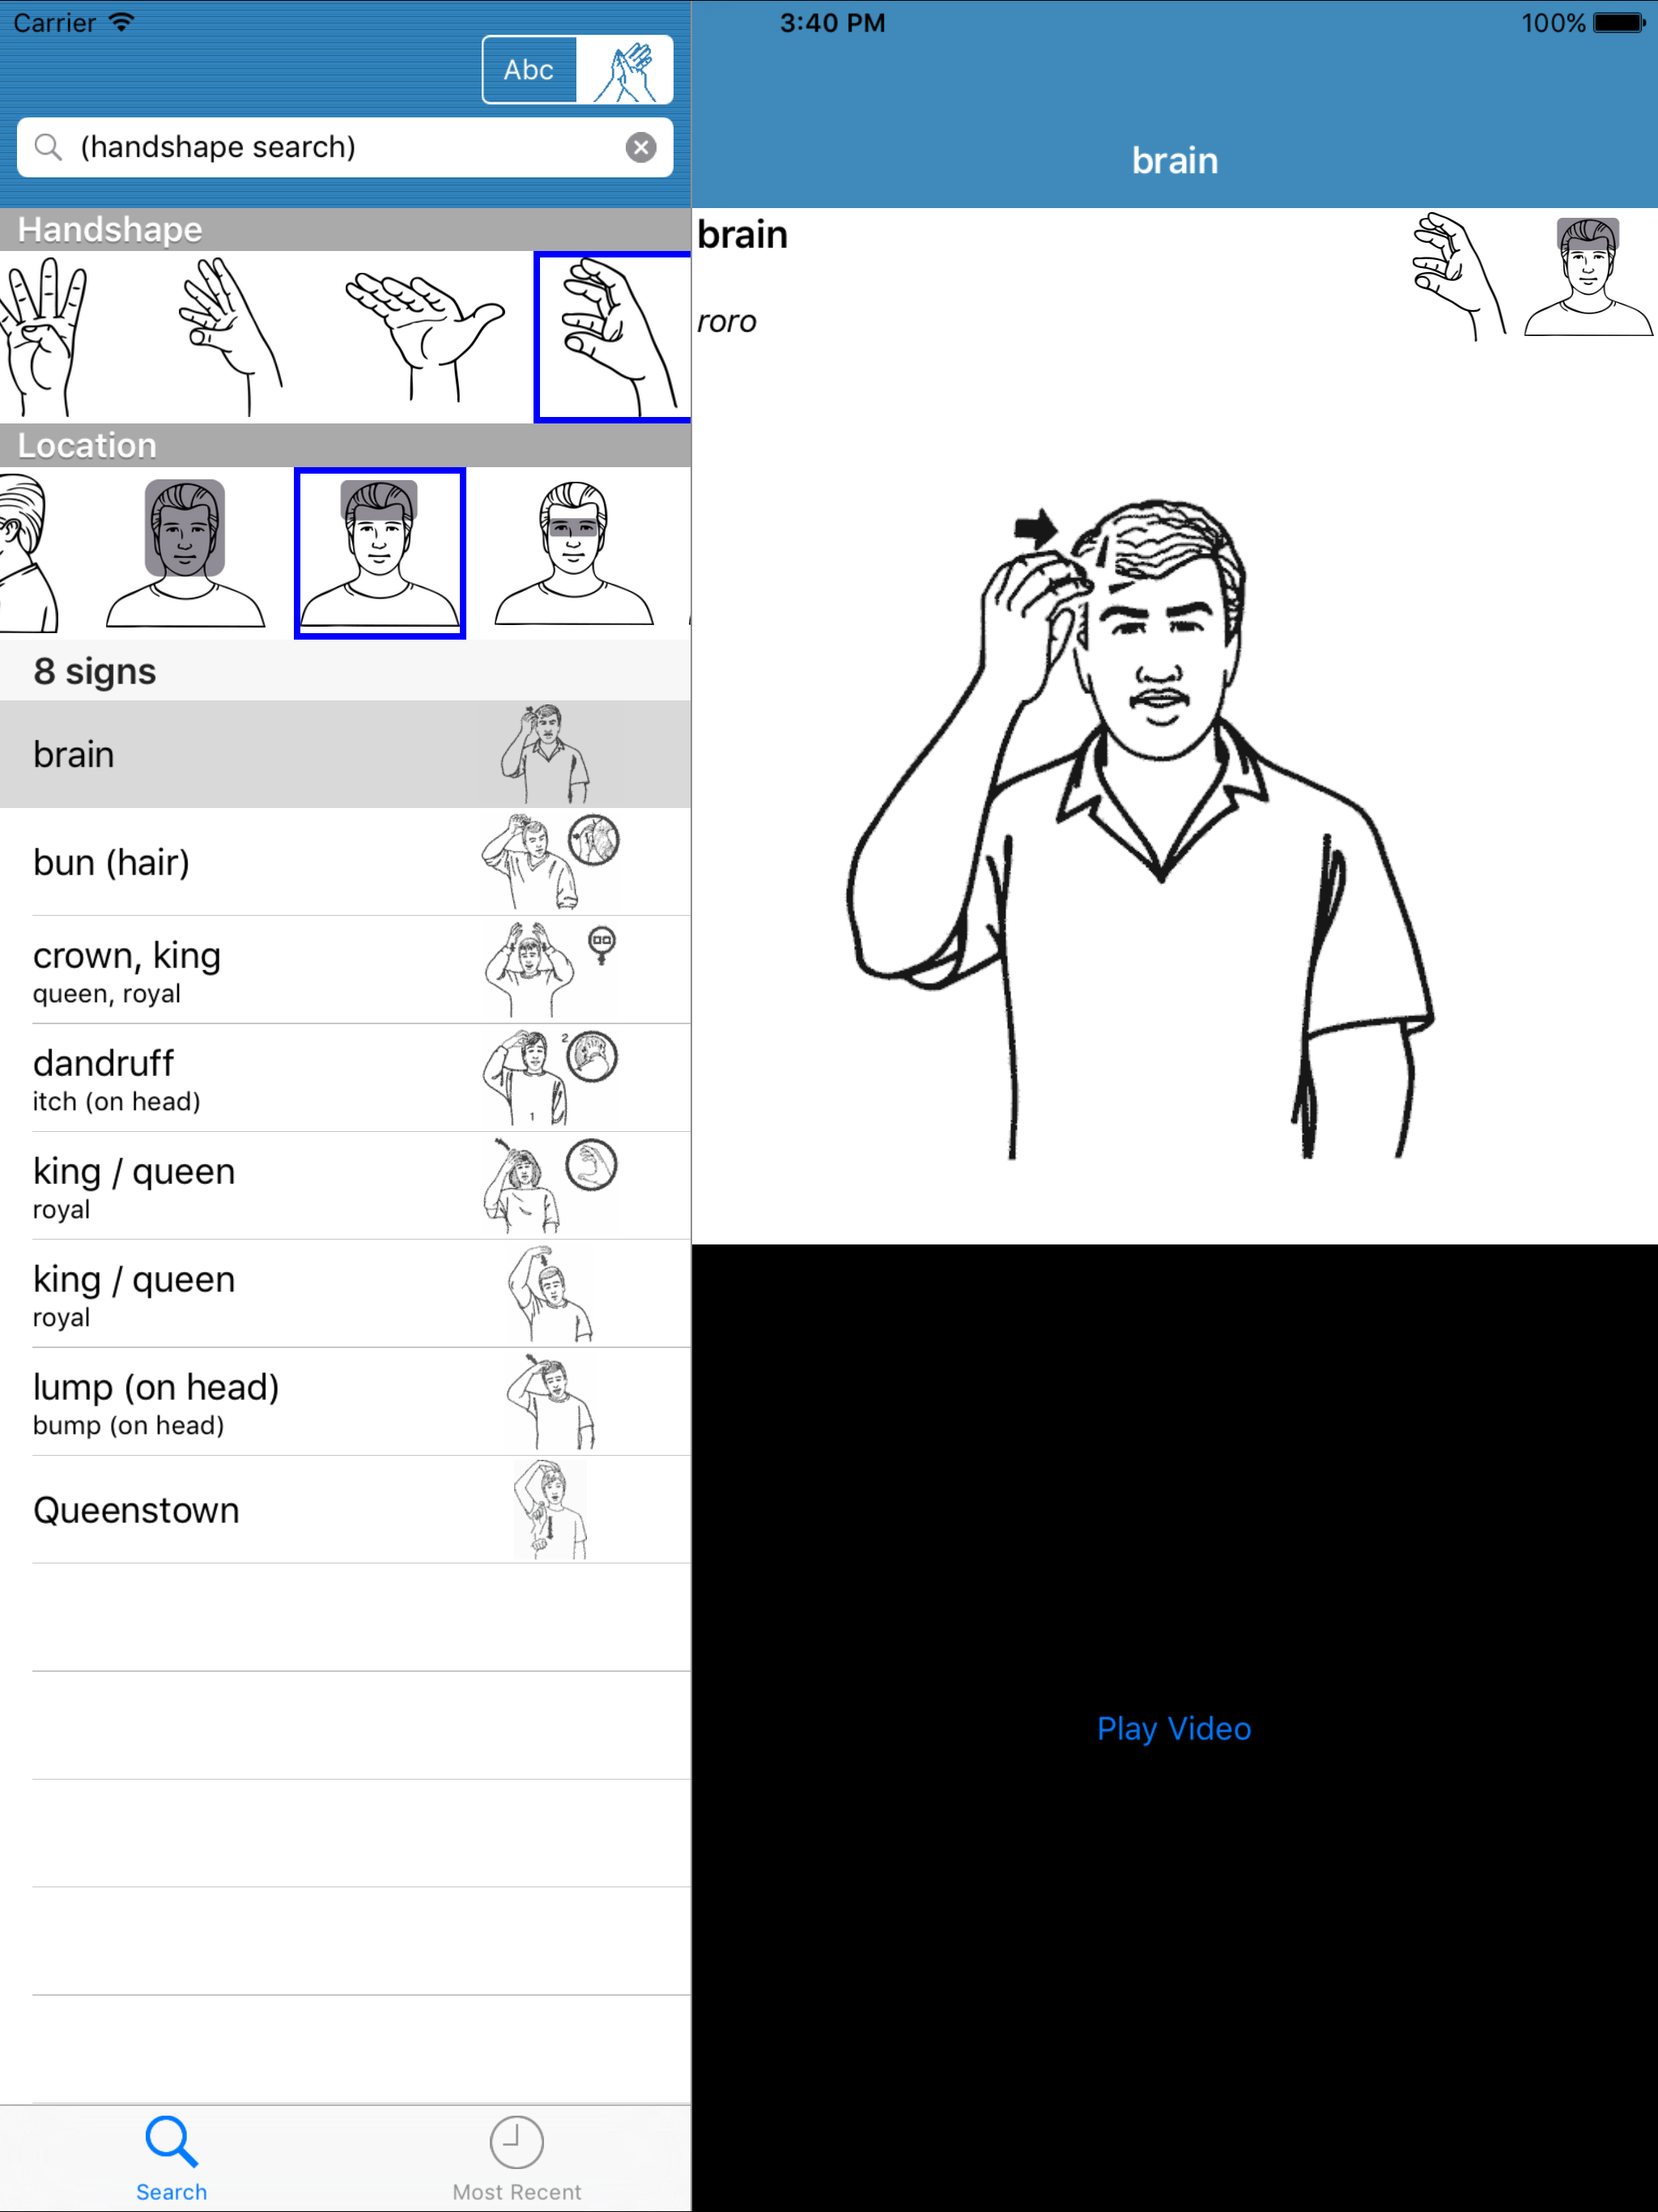 Carrier
3:40 PM
100%
Abc
(handshape search)
brain
Handshape
Location
8 signs
brain
bun (hair)
crown, king
queen, royal
dandruff
itch (on head)
2
1
king / queen
royal
king / queen
royal
lump (on head)
bump (on head)
Queenstown
Search
Most Recent
brain
roro
Play Video